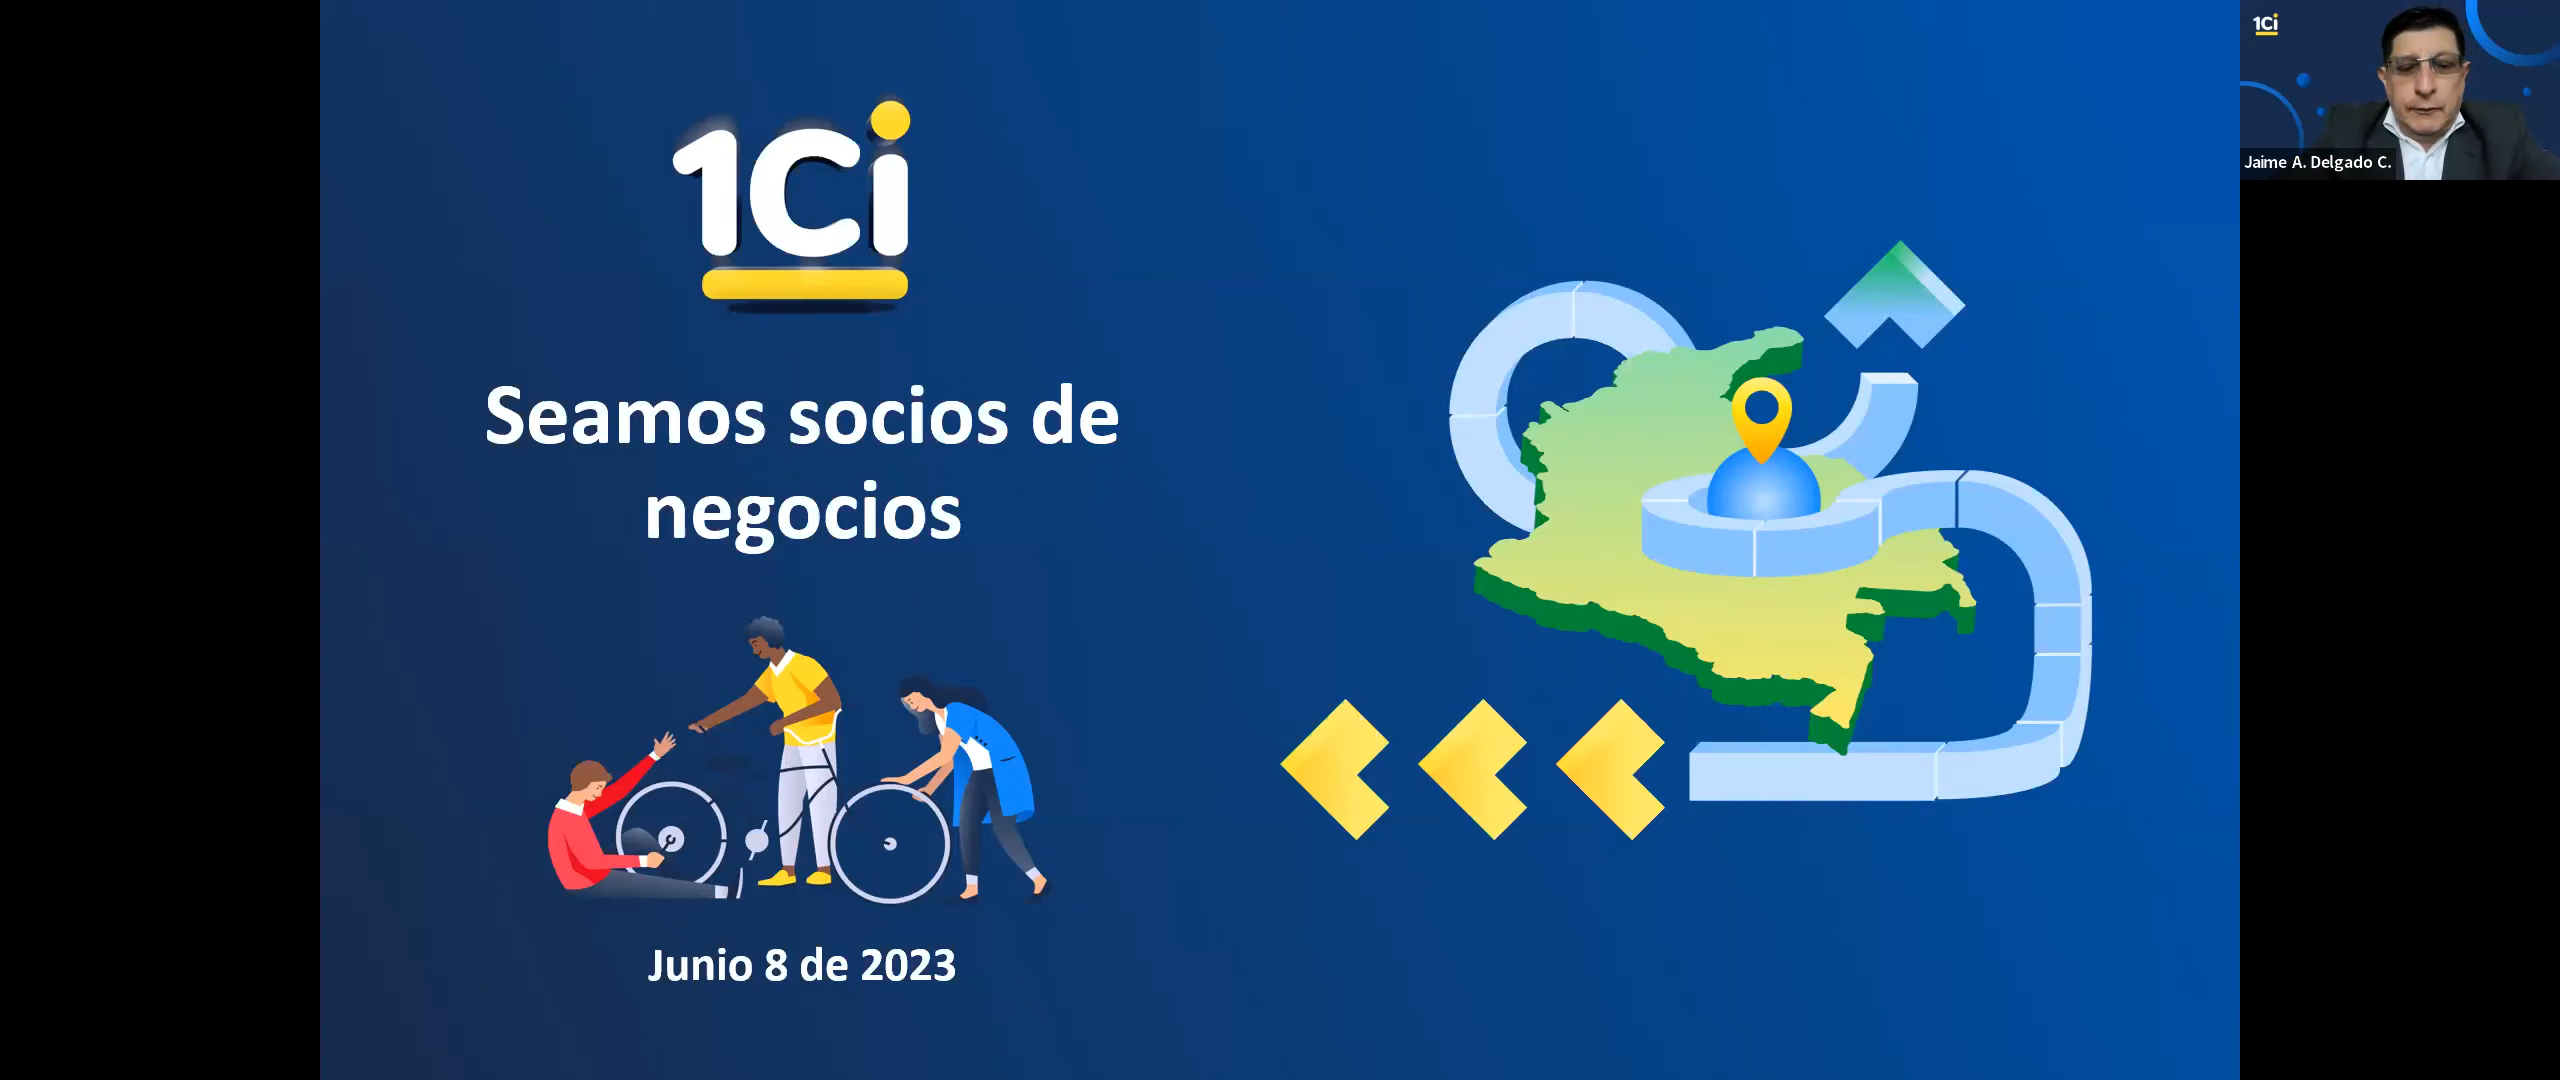 1Ci
Seamos socios de
negocios
Junio 8 de 2023
1Ci
Jaime A. Delgado C.